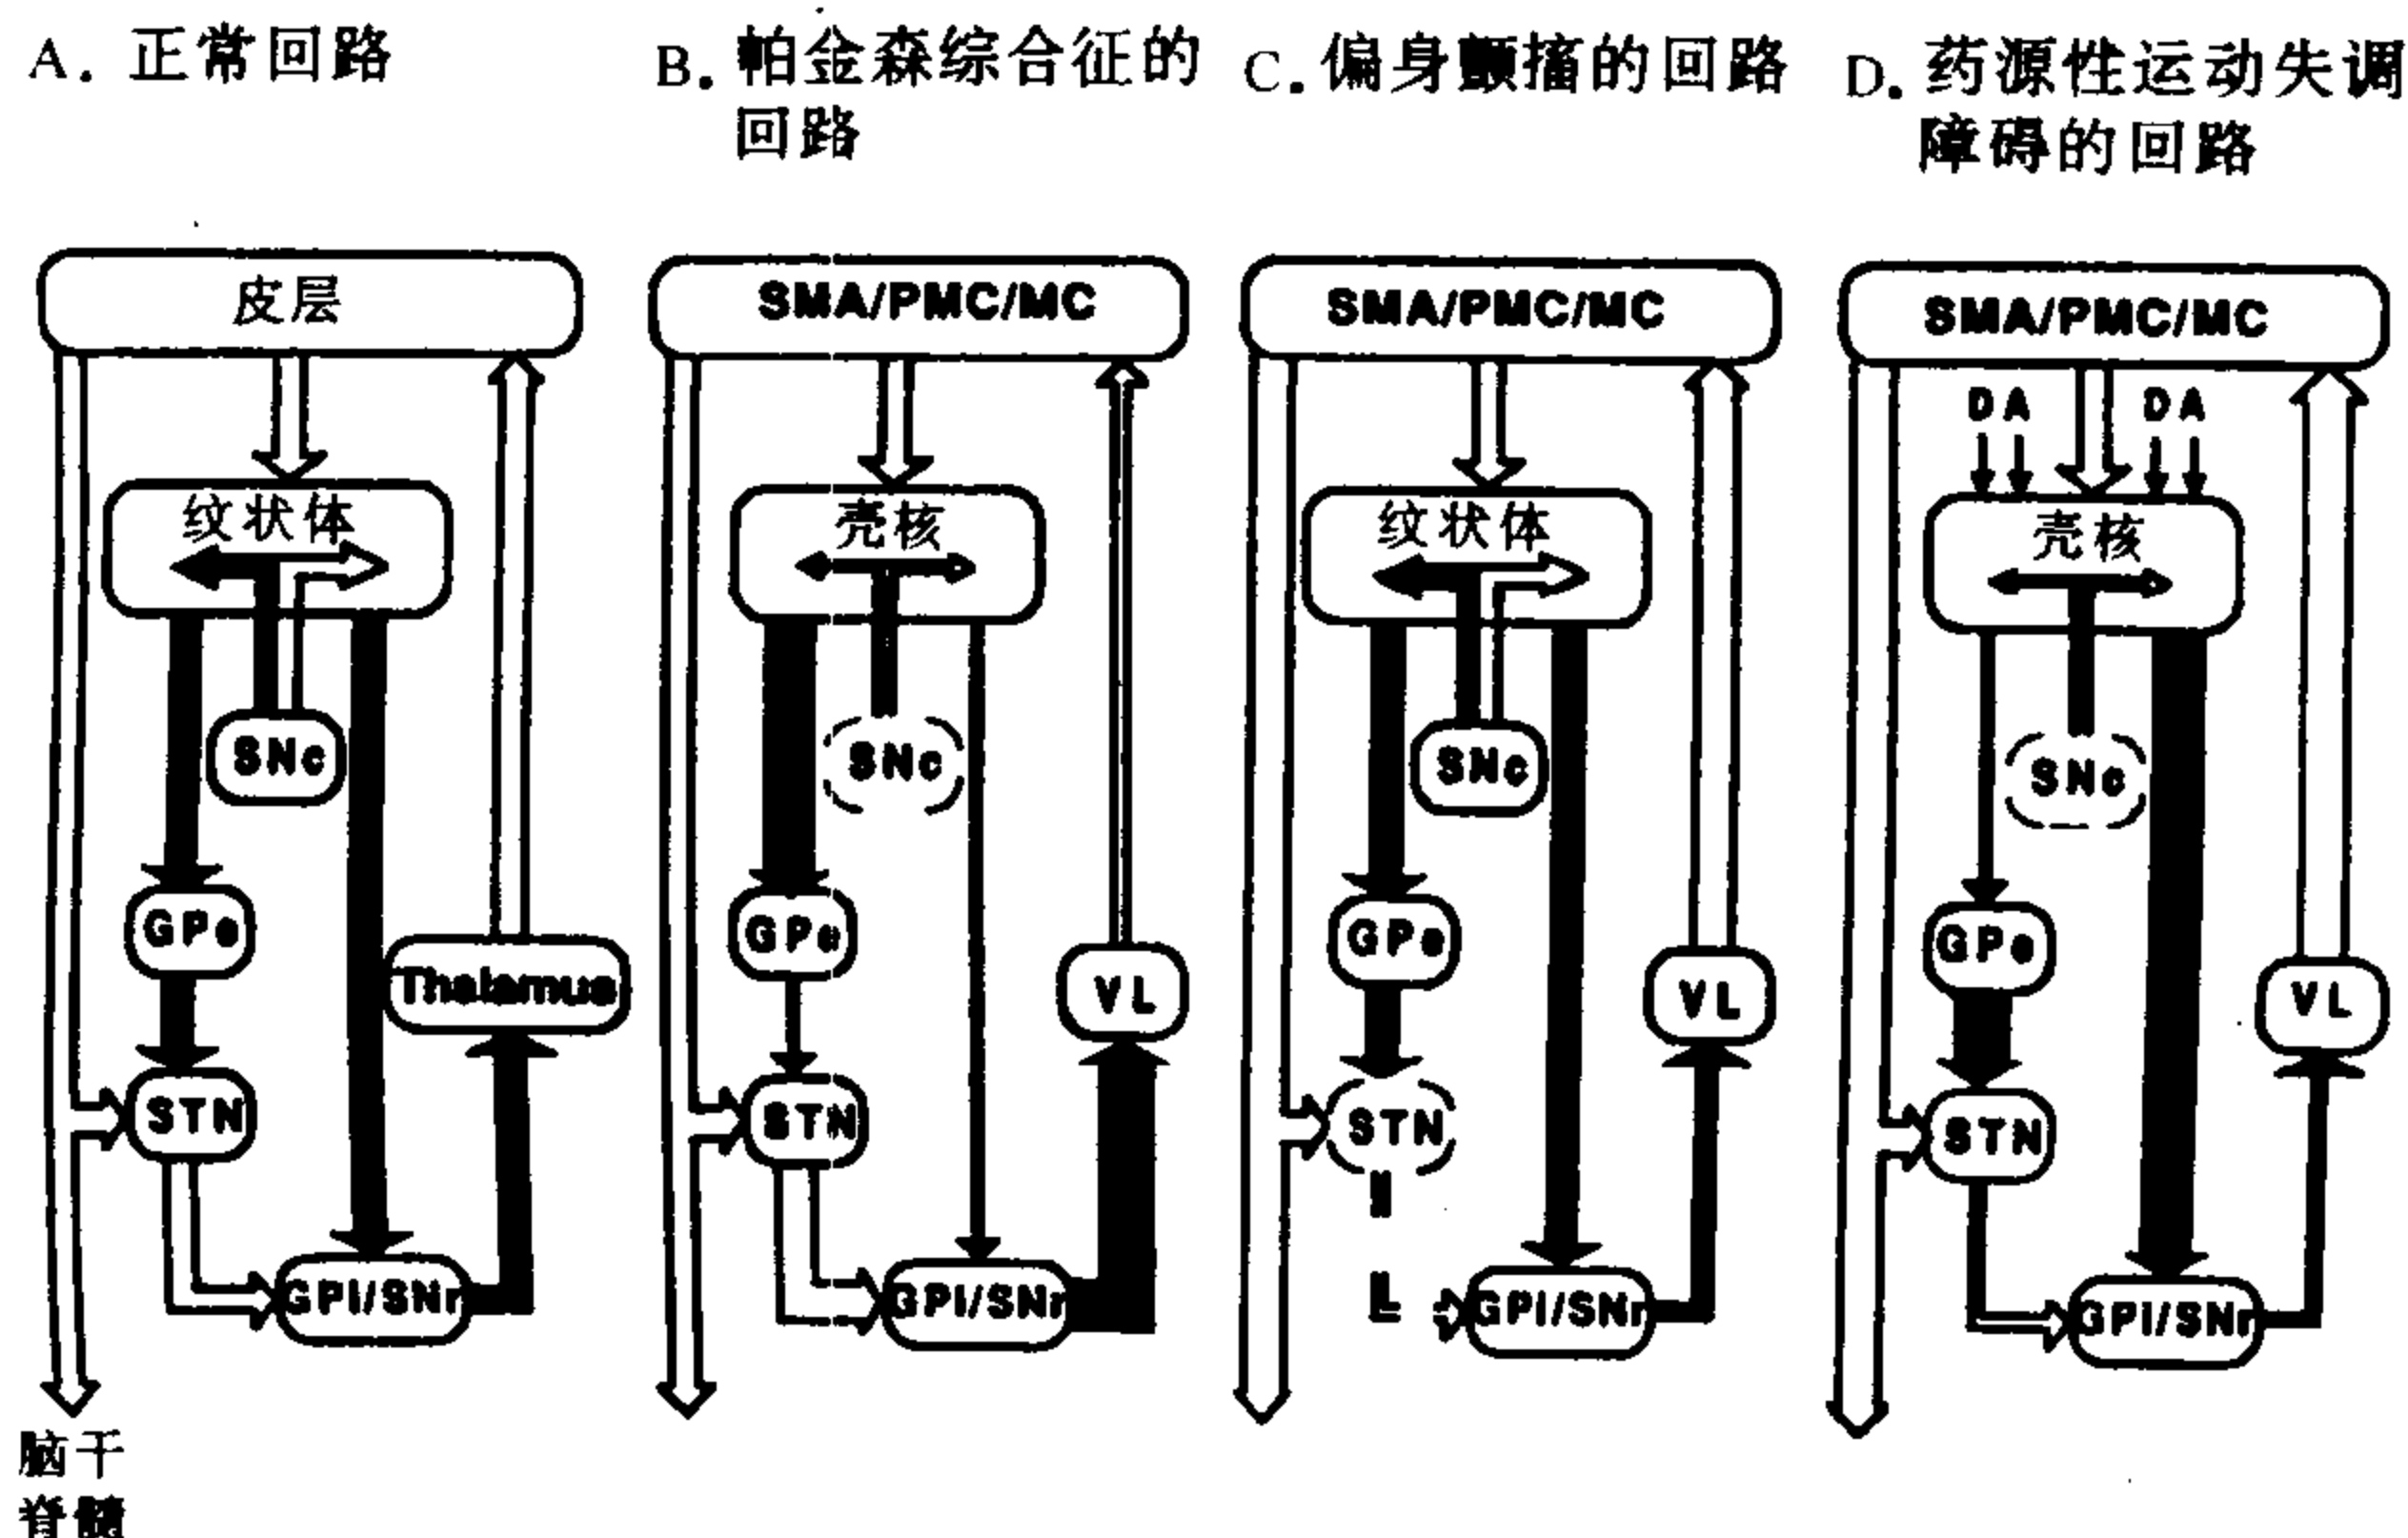 A. 正常回路
B. 帕金森综合征的
回路
C. 偏身颤搐的回路
D. 药源性运动失调
障碍的回路
皮层
纹状体
SNc
GPe
Thalamus
STN
GPi/SNr
脑干
脊髓
SMA/PMC/MC
壳核
SNc
GPe
VL
STN
GPi/SNr
SMA/PMC/MC
纹状体
SNc
GPe
VL
STN
GPi/SNr
SMA/PMC/MC
DA DA
壳核
SNc
GPe
VL
STN
GPi/SNr